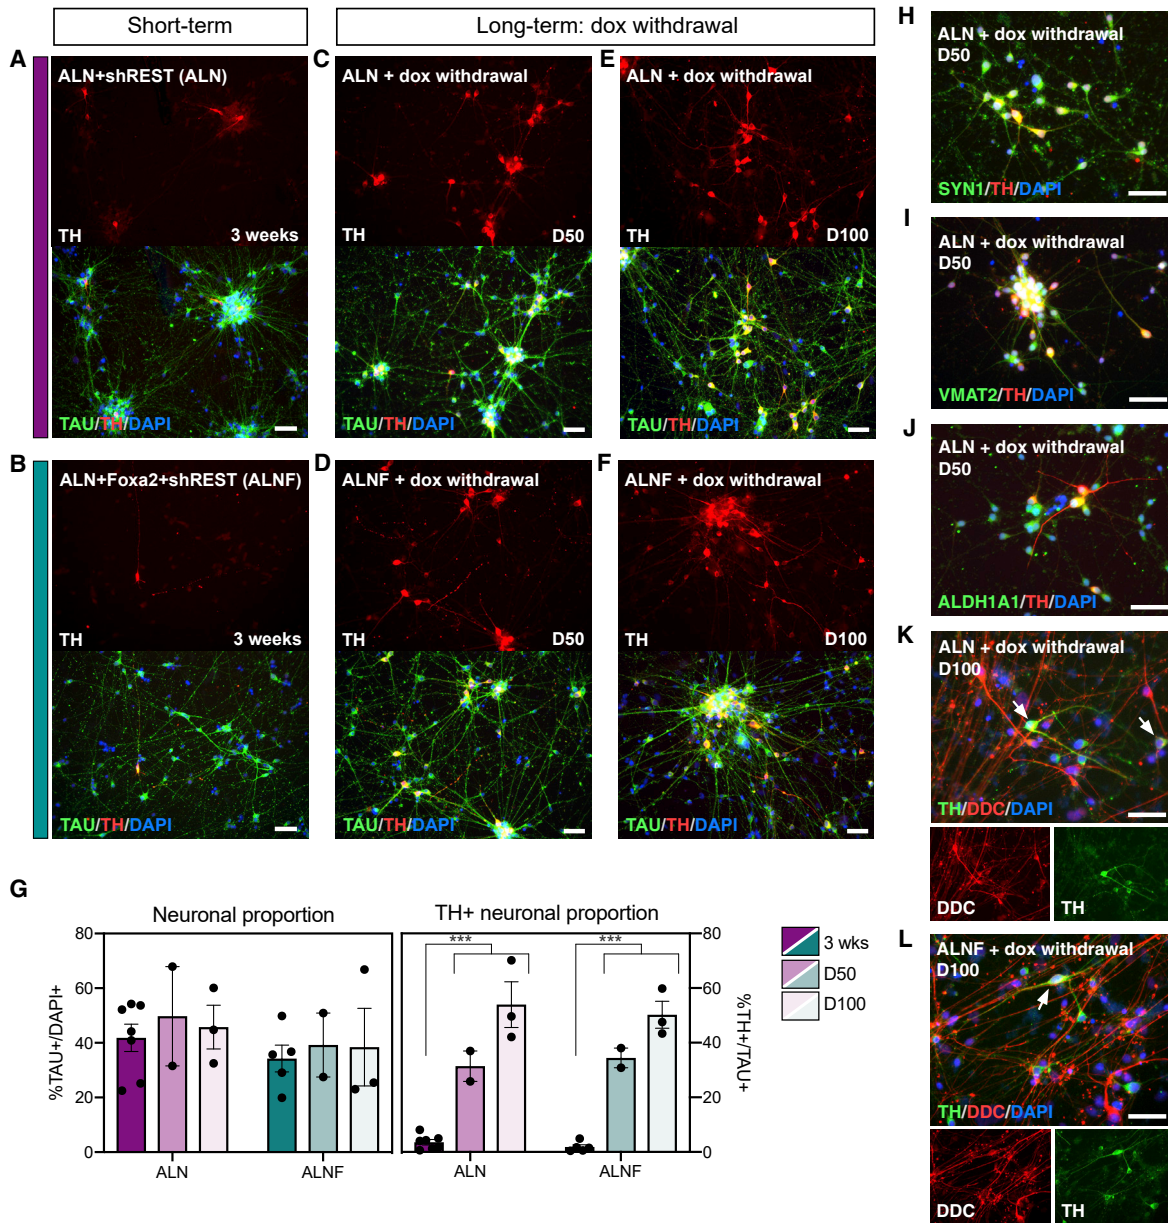 Short-term
Long-term: dox withdrawal
A
ALN+shREST (ALN)
TH
3 weeks
TAU/TH/DAPI
C
ALN + dox withdrawal
TH
D50
TAU/TH/DAPI
E
ALN + dox withdrawal
TH
D100
TAU/TH/DAPI
B
ALN+Foxa2+shREST (ALNF)
TH
3 weeks
TAU/TH/DAPI
D
ALNF + dox withdrawal
TH
D50
TAU/TH/DAPI
F
ALNF + dox withdrawal
TH
D100
TAU/TH/DAPI
G
Neuronal proportion
%TAU+/DAPI+
80
60
40
20
0
ALN
ALNF
TH+ neuronal proportion
***
***
80
60
40
20
0
%TH+/TAU+
ALN
ALNF
3 wks
D50
D100
H
ALN + dox withdrawal
D50
SYN1/TH/DAPI
I
ALN + dox withdrawal
D50
VMAT2/TH/DAPI
J
ALN + dox withdrawal
D50
ALDH1A1/TH/DAPI
K
ALN + dox withdrawal
D100
TH/DDC/DAPI
DDC
TH
L
ALNF + dox withdrawal
D100
TH/DDC/DAPI
DDC
TH